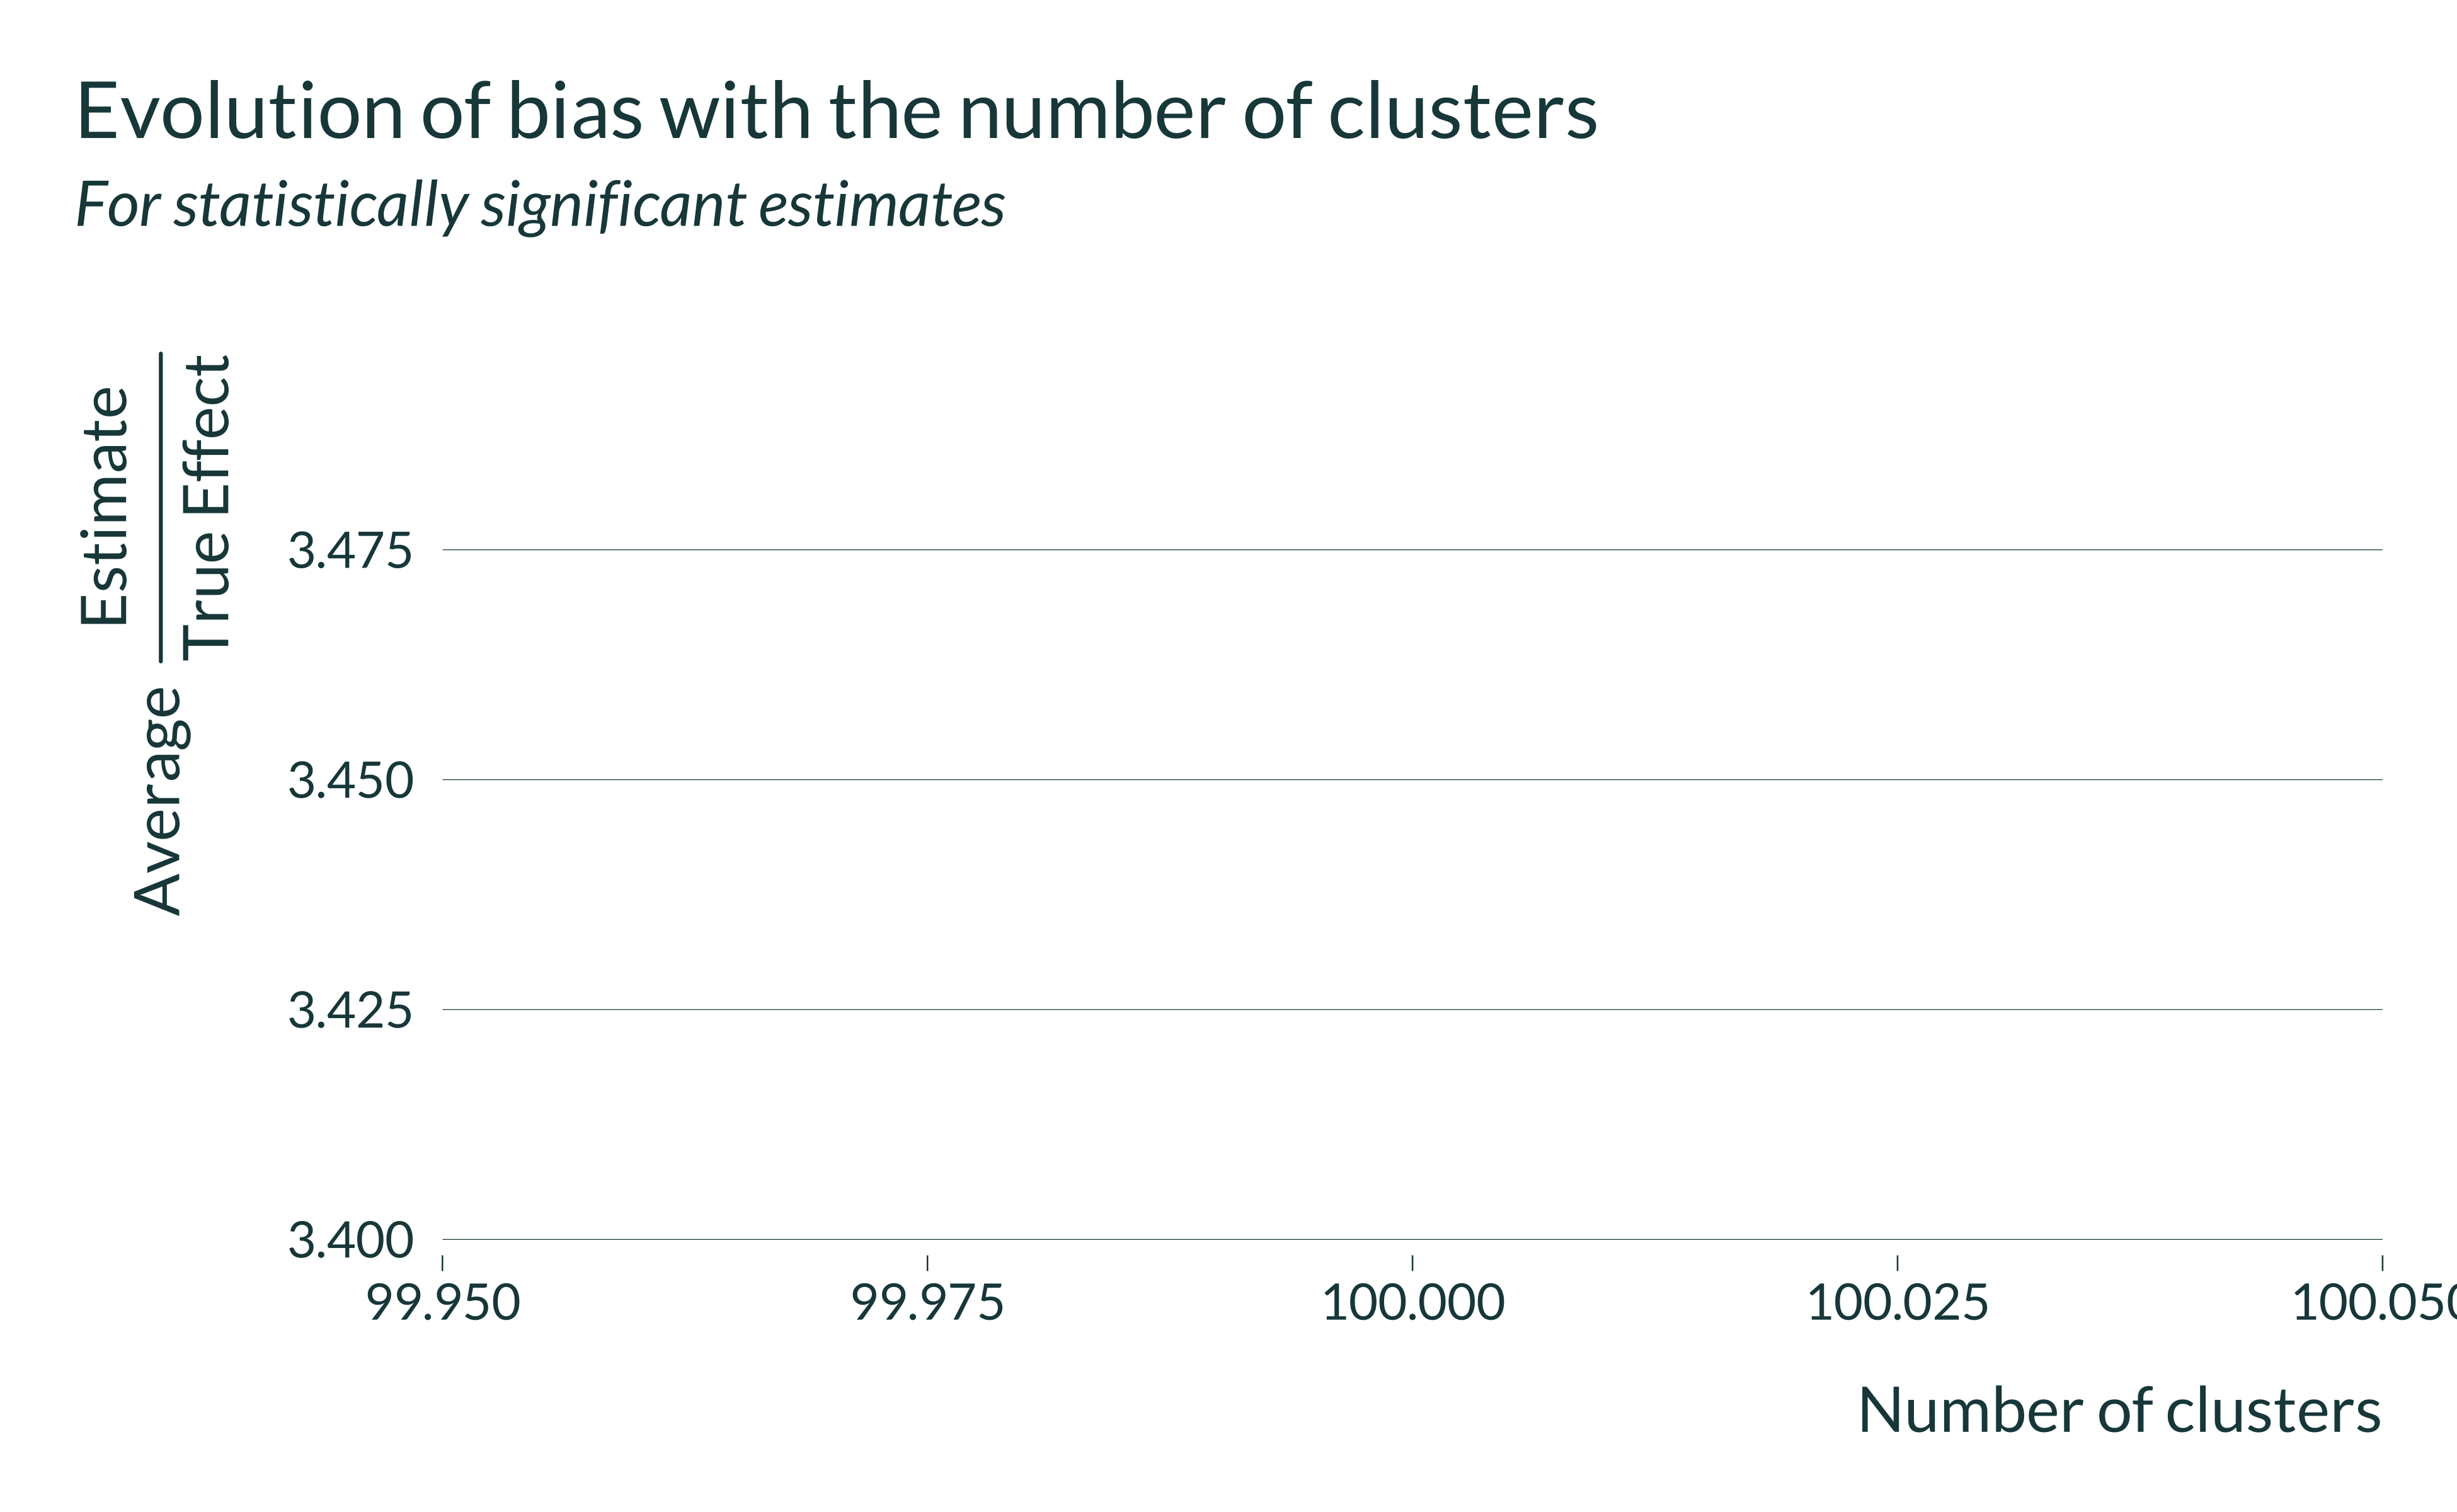 Evolution of bias with the number of clusters
For statistically significant estimates
Average
Estimate
True Effect
3.475
3.450
3.425
3.400
99.950
99.975
100.000
100.025
100.050
Number of clusters